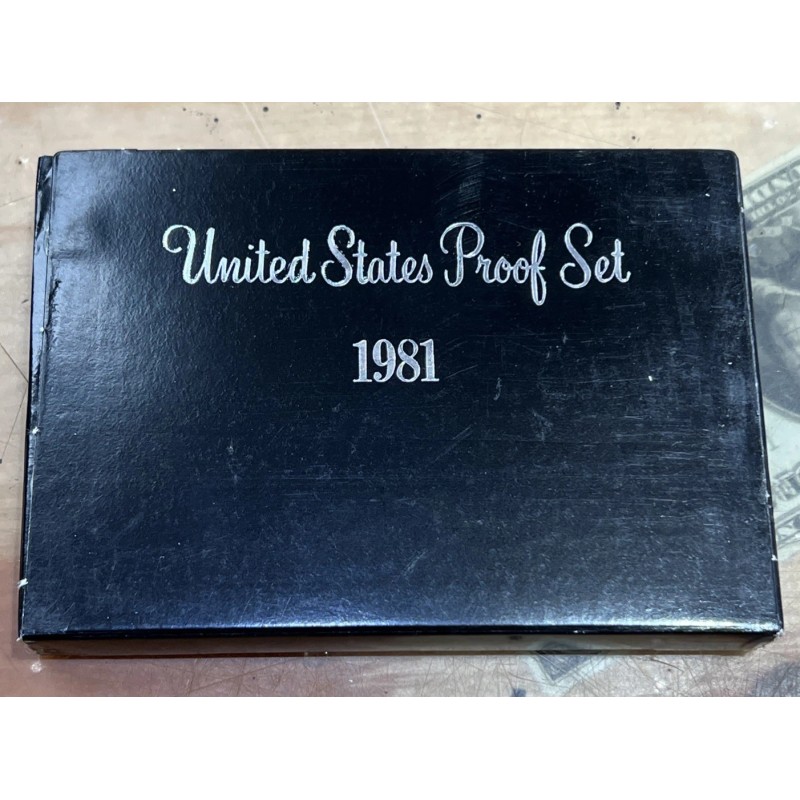 United States Proof Set
1981